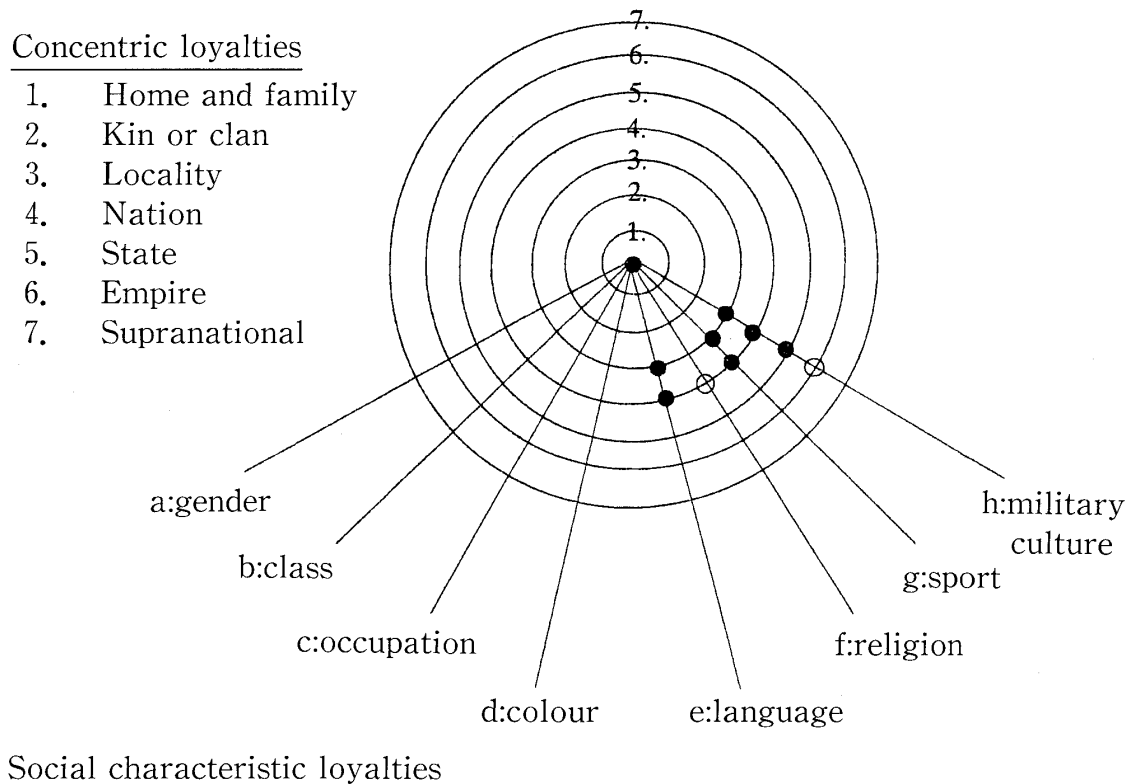 Concentric loyalties
1. Home and family
2. Kin or clan
3. Locality
4. Nation
5. State
6. Empire
7. Supranational
7.
6.
5.
4.
3.
2.
1.
a:gender
b:class
c:occupation
d:colour
e:language
f:religion
g:sport
h:military
culture
Social characteristic loyalties